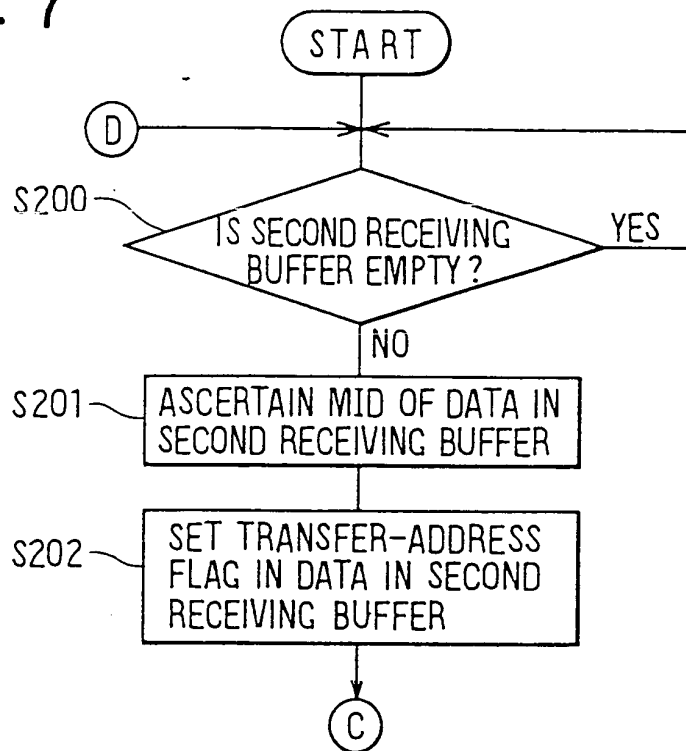 . 7
START
D
S200
IS SECOND RECEIVING
BUFFER EMPTY?
YES
NO
S201
ASCERTAIN MID OF DATA IN
SECOND RECEIVING BUFFER
S202
SET TRANSFER-ADDRESS
FLAG IN DATA IN SECOND
RECEIVING BUFFER
C